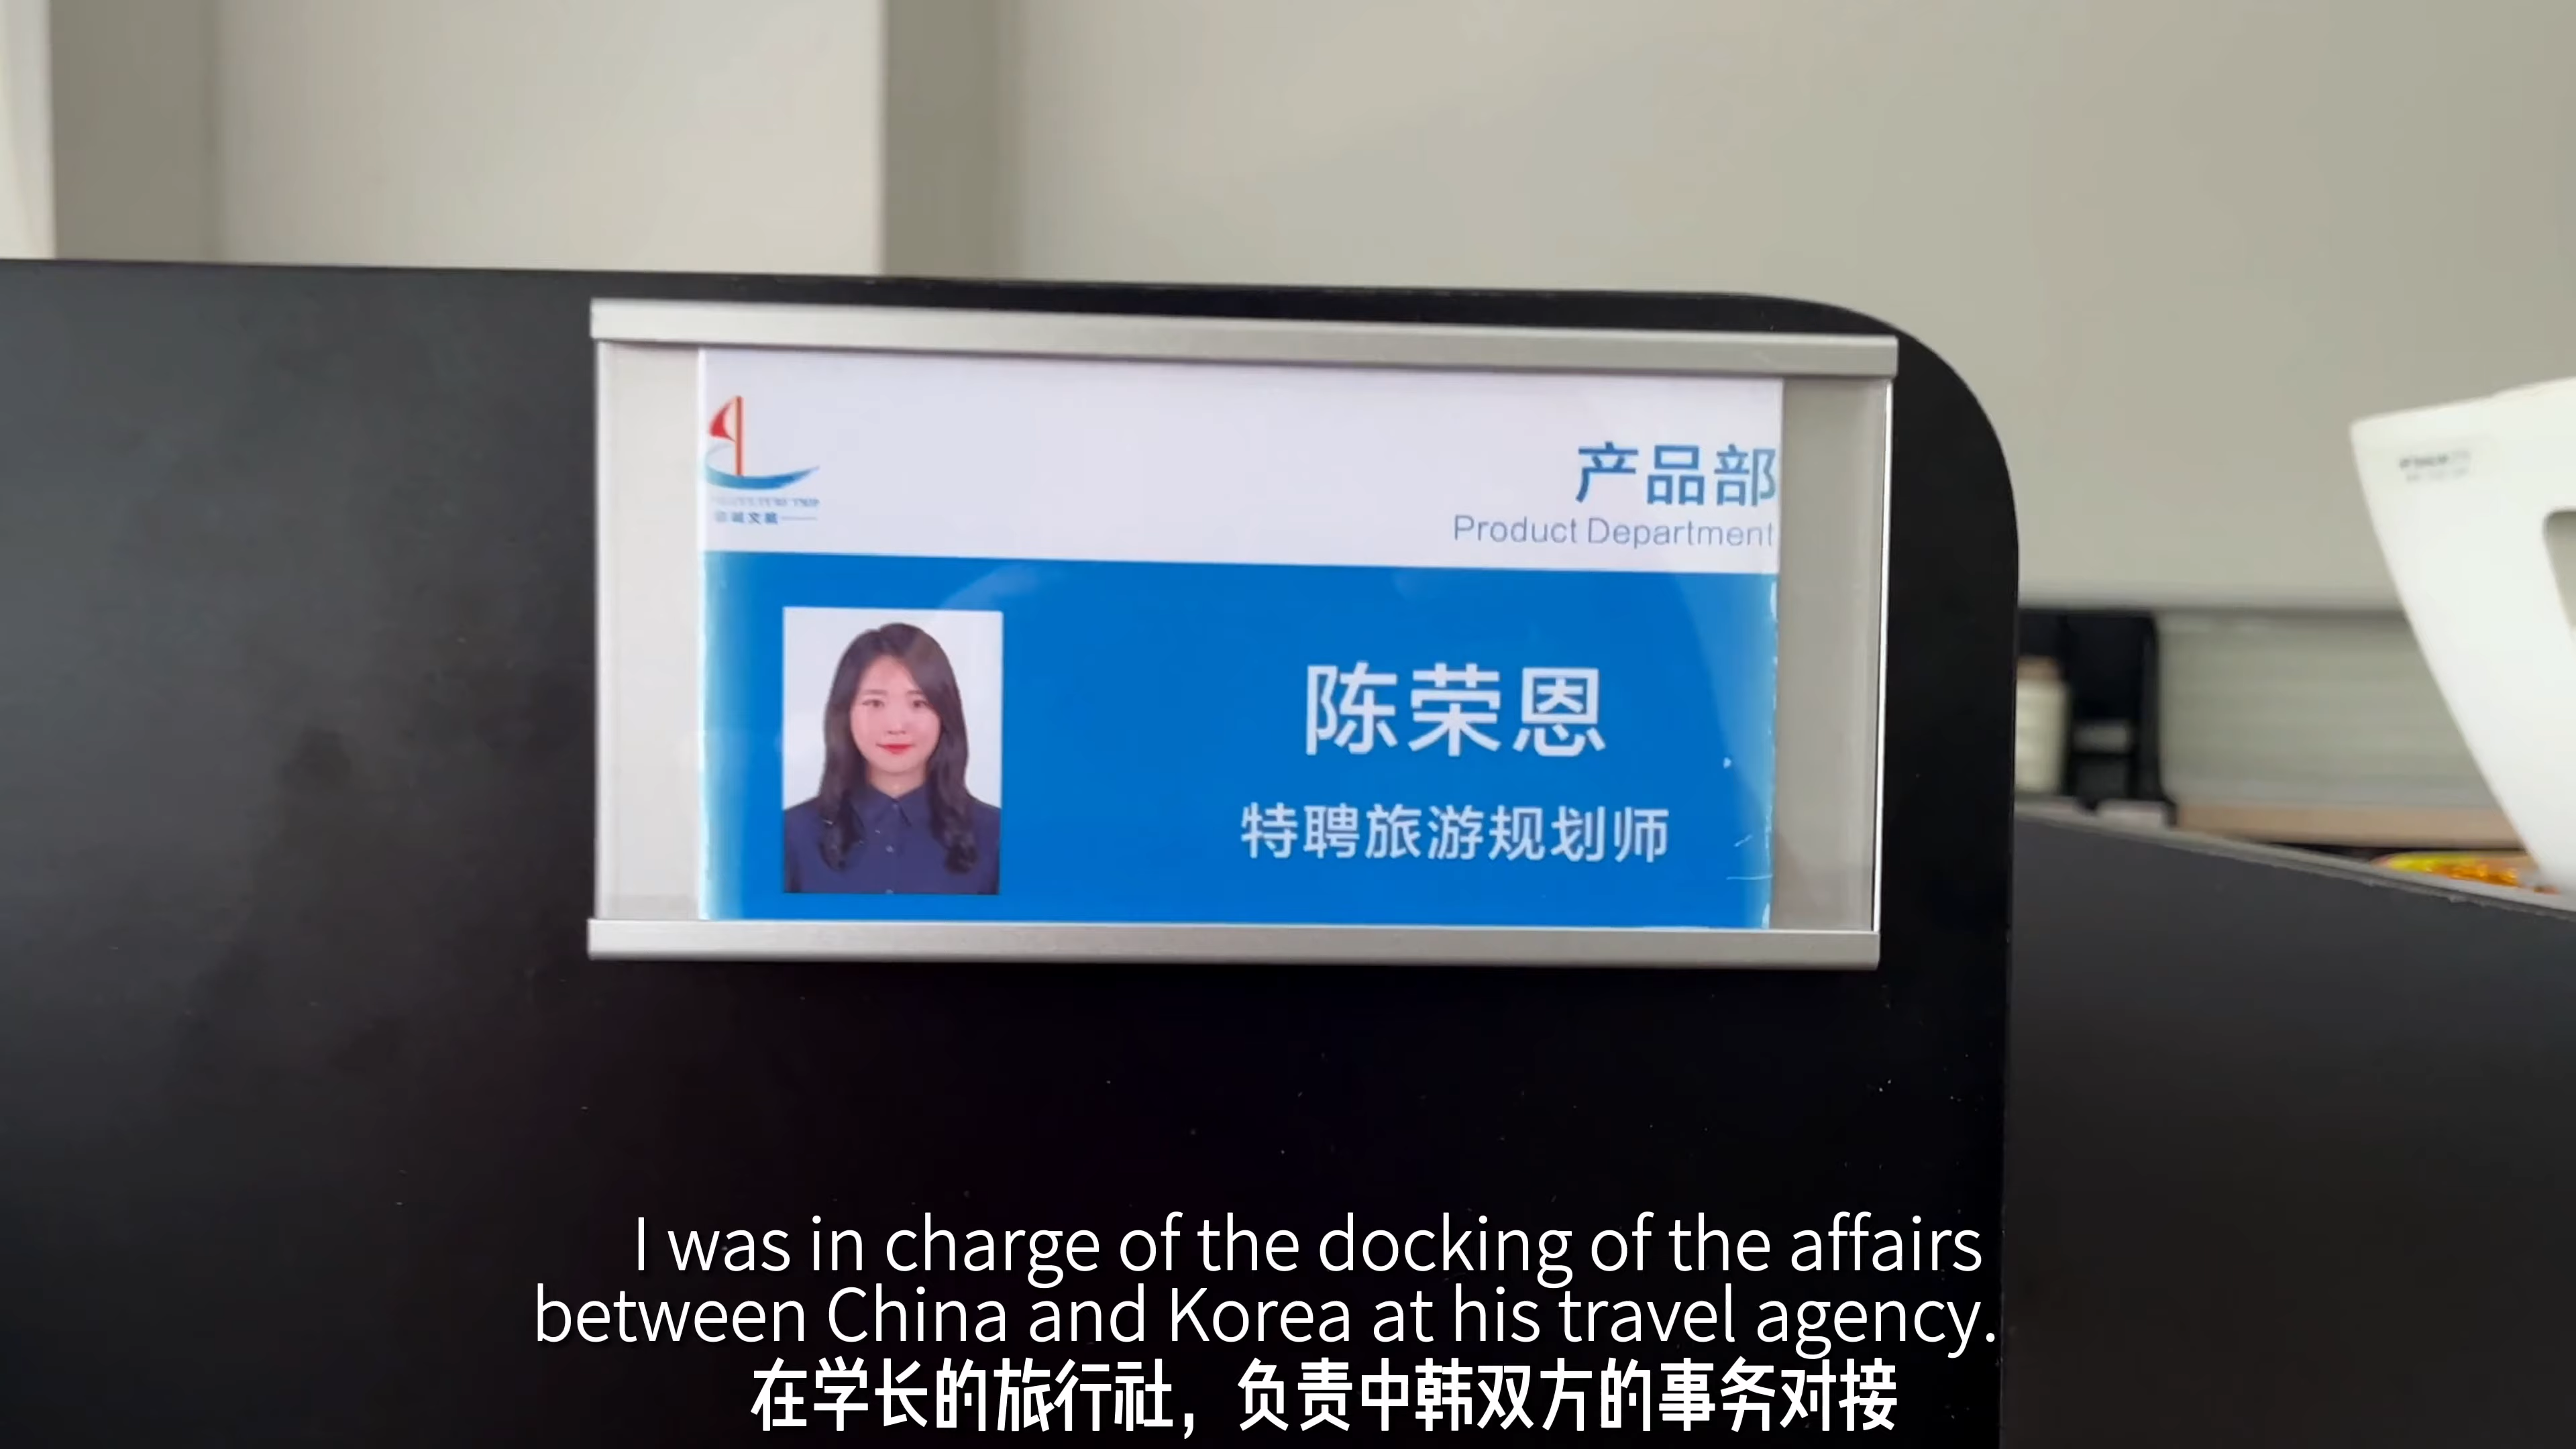 产品部
Product Department
陈荣恩
特聘旅游规划师
I was in charge of the docking of the affairs
between China and Korea at his travel agency.
在学长的旅行社，负责中韩双方的事务对接